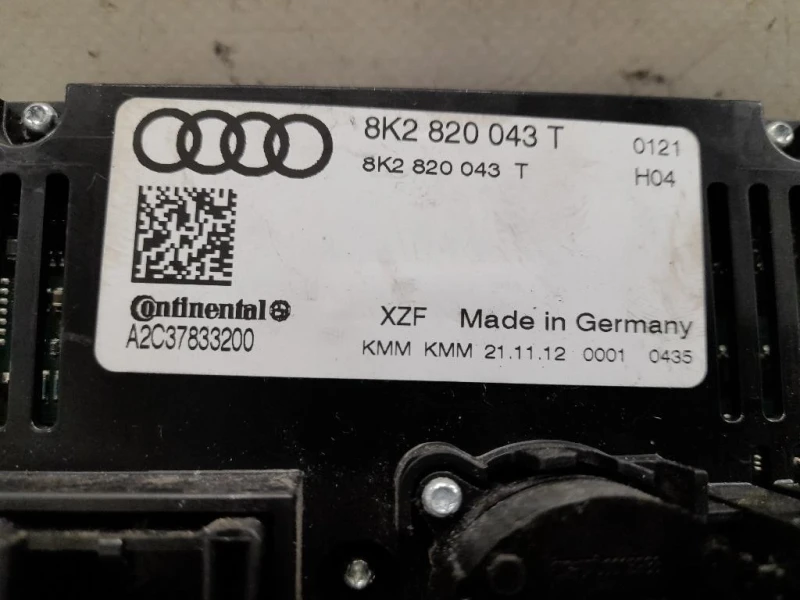 8K2 820 043 T 0121
8K2 820 043 T H04
Continental
A2C37833200
XZF Made in Germany
KMM KMM 21.11.12 0001 0435